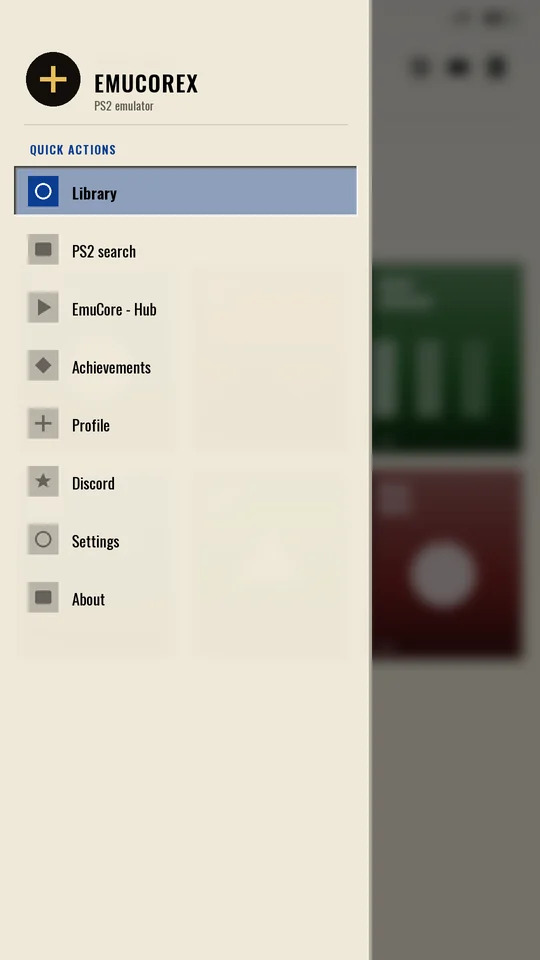 EMUCOREX
PS2 emulator
QUICK ACTIONS
Library
PS2 search
EmuCore - Hub
Achievements
Profile
Discord
Settings
About